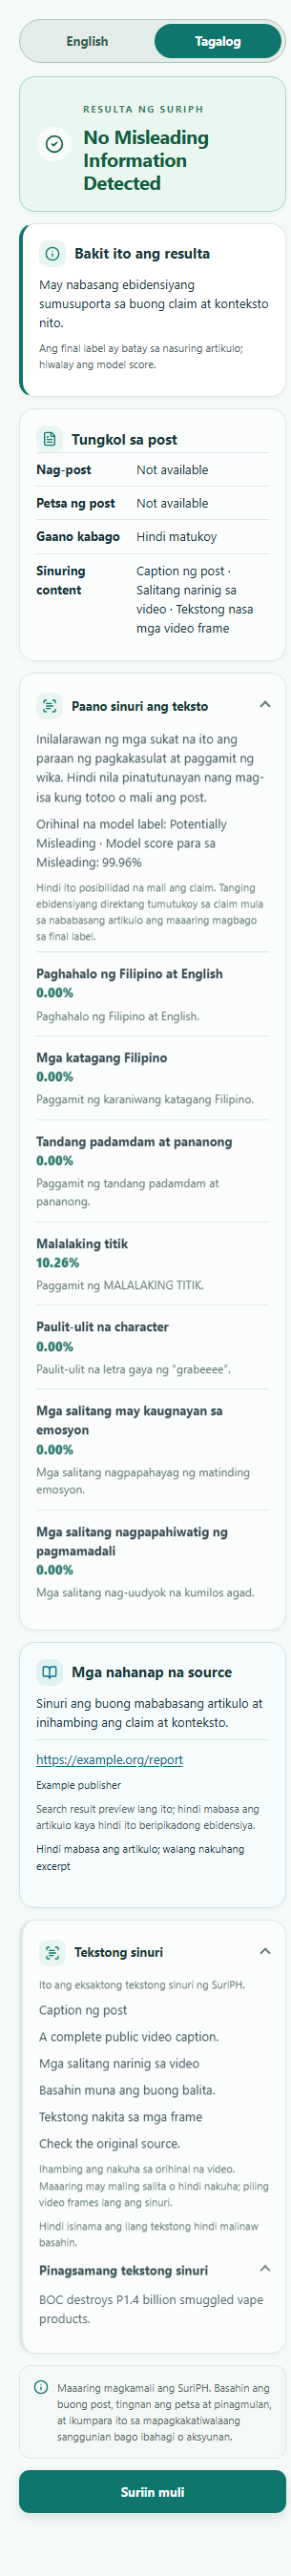 English
Tagalog
RESULTA NG SURIPH
No Misleading
Information
Detected
Bakit ito ang resulta
May nabasang ebidensiyang
sumusuporta sa buong claim at konteksto
nito.
Ang final label ay batay sa nasuring artikulo;
hiwalay ang model score.
Tungkol sa post
Nag-post Not available
Petsa ng post Not available
Gaano kabago Hindi matukoy
Sinuring
content
Caption ng post ·
Salitang narinig sa
video · Tekstong nasa
mga video frame
Paano sinuri ang teksto
Inilalarawan ng mga sukat na ito ang
paraan ng pagkakasulat at paggamit ng
wika. Hindi nila pinatutunayan nang mag-
isa kung totoo o mali ang post.
Orihinal na model label: Potentially
Misleading · Model score para sa
Misleading: 99.96%
Hindi ito posibilidad na mali ang claim. Tanging
ebidensiyang direktang tumutukoy sa claim mula
sa nababasang artikulo ang maaaring magbago
sa final label.
Paghahalo ng Filipino at English
0.00%
Paghahalo ng Filipino at English.
Mga katagang Filipino
0.00%
Paggamit ng karaniwang katagang Filipino.
Tandang padamdam at pananong
0.00%
Paggamit ng tandang padamdam at
pananong.
Malalaking titik
10.26%
Paggamit ng MALALAKING TITIK.
Paulit-ulit na character
0.00%
Paulit-ulit na letra gaya ng "grabeeee".
Mga salitang may kaugnayan sa
emosyon
0.00%
Mga salitang nagpapahayag ng matinding
emosyon.
Mga salitang nagpapahiwatig ng
pagmamadali
0.00%
Mga salitang nag-uudyok na kumilos agad.
Mga nahanap na source
Sinuri ang buong mababasang artikulo at
inihambing ang claim at konteksto.
https://example.org/report
Example publisher
Search result preview lang ito; hindi mabasa ang
artikulo kaya hindi ito beripikadong ebidensiya.
Hindi mabasa ang artikulo; walang nakuhang
excerpt
Tekstong sinuri
Ito ang eksaktong tekstong sinuri ng SuriPH.
Caption ng post
A complete public video caption.
Mga salitang narinig sa video
Basahin muna ang buong balita.
Tekstong nakita sa mga frame
Check the original source.
Ihambing ang nakuha sa orihinal na video.
Maaaring may maling salita o hindi nakuha; piling
video frames lang ang sinuri.
Hindi isinama ang ilang tekstong hindi malinaw
basahin.
Pinagsamang tekstong sinuri
BOC destroys P1.4 billion smuggled vape
products.
Maaaring magkamali ang SuriPH. Basahin ang
buong post, tingnan ang petsa at pinagmulan,
at ikumpara ito sa mapagkakatiwalaang
sanggunian bago ibahagi o aksyunan.
Suriin muli